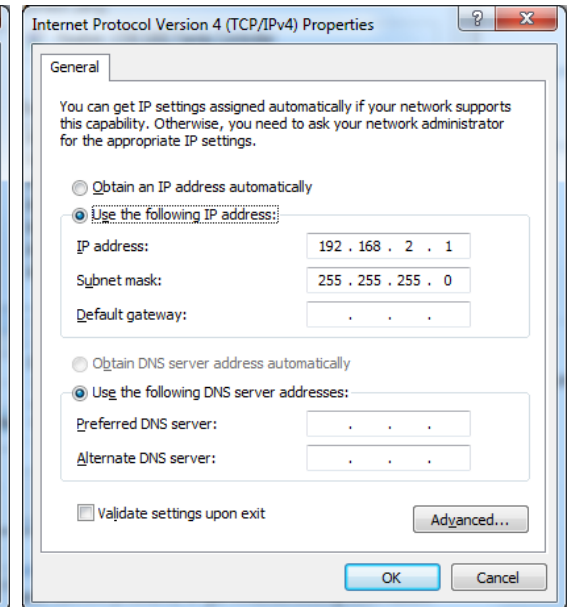 Internet Protocol Version 4 (TCP/IPv4) Properties
General
You can get IP settings assigned automatically if your network supports
this capability. Otherwise, you need to ask your network administrator
for the appropriate IP settings.
Obtain an IP address automatically
Use the following IP address:
IP address: 192 . 168 . 2 . 1
Subnet mask: 255 . 255 . 255 . 0
Default gateway: . . .
Obtain DNS server address automatically
Use the following DNS server addresses:
Preferred DNS server: . . .
Alternate DNS server: . . .
Validate settings upon exit
Advanced...
OK Cancel